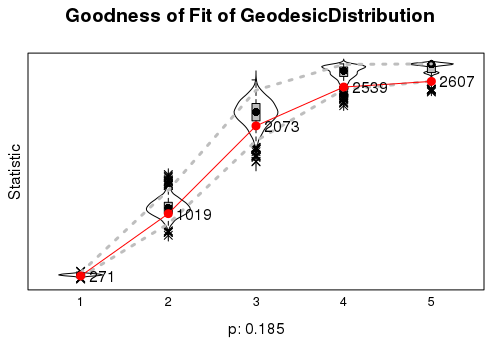 Goodness of Fit of GeodesicDistribution
Statistic
2607
2539
2073
1019
271
1 2 3 4 5
p: 0.185